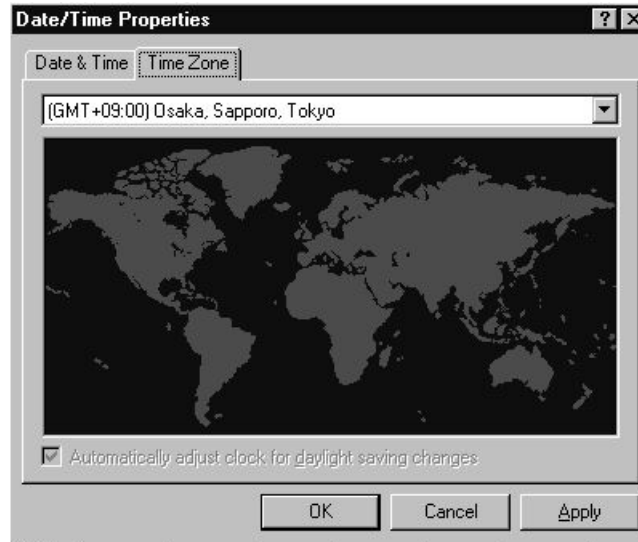 Date/Time Properties
Date & Time Time Zone
(GMT+09:00) Osaka, Sapporo, Tokyo
Automatically adjust clock for daylight saving changes
OK Cancel Apply